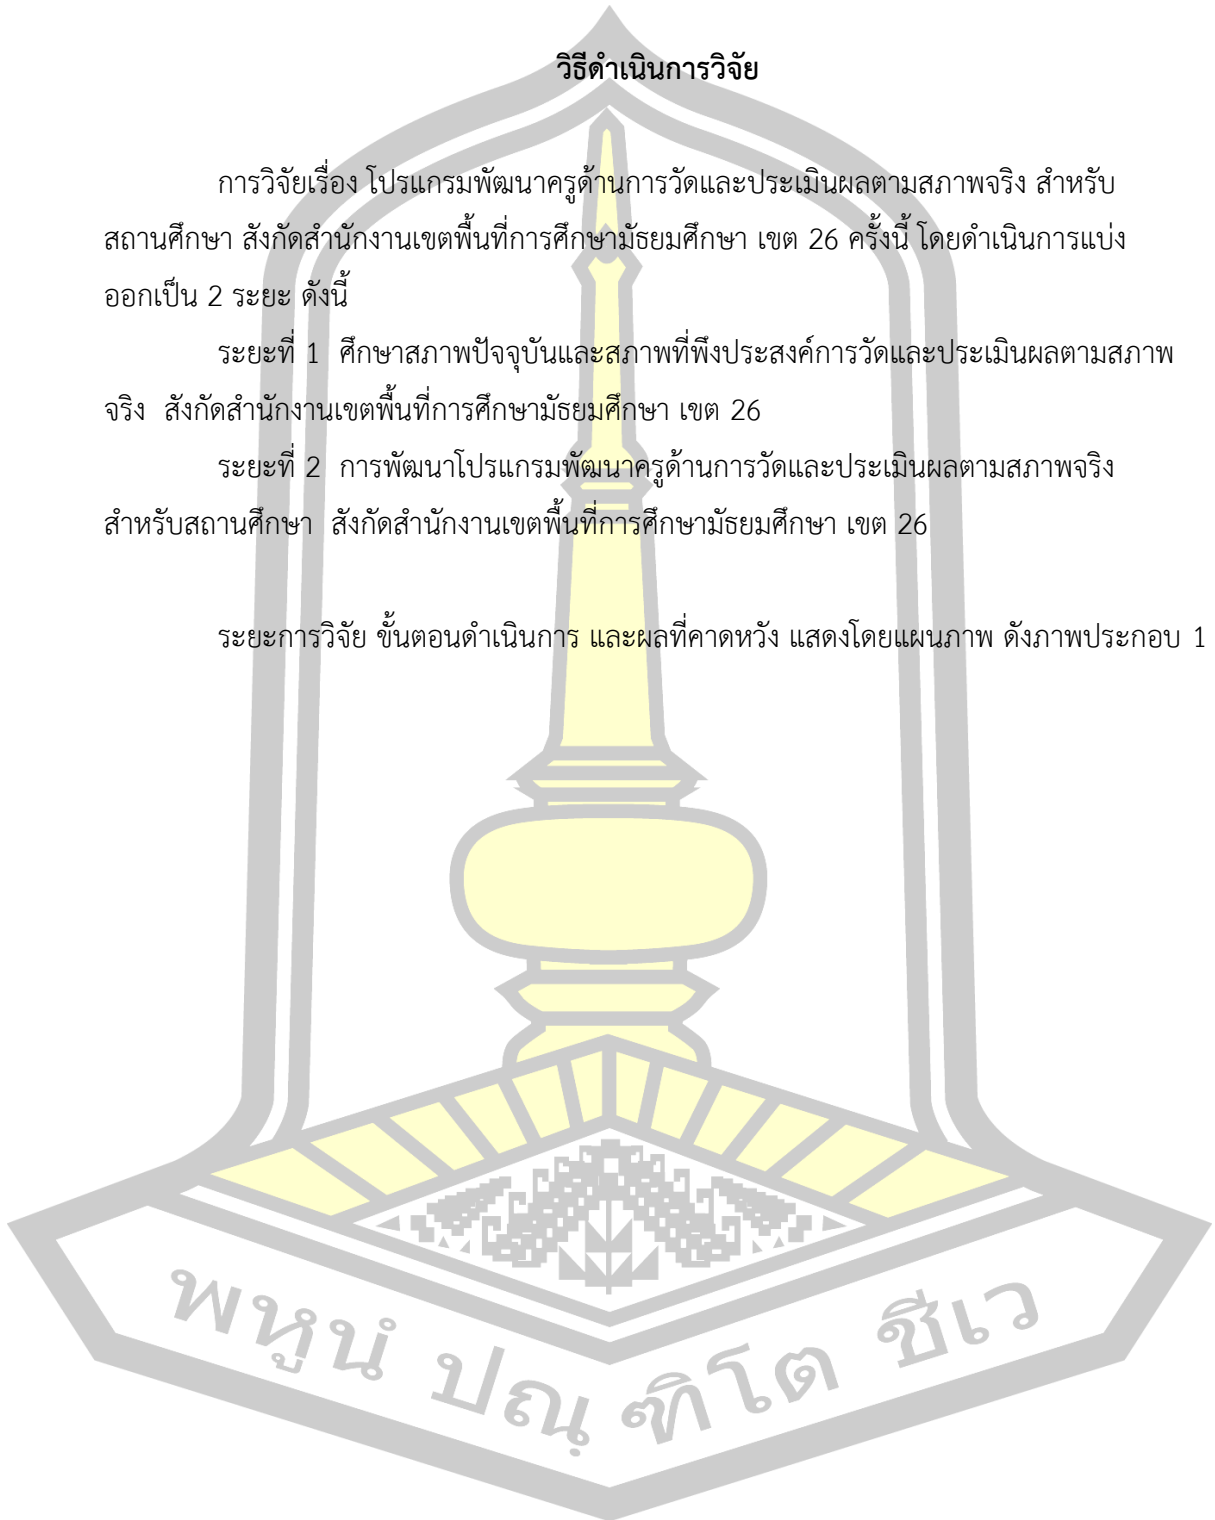 วิธีดำเนินการวิจัย
การวิจัยเรื่อง โปรแกรมพัฒนาครูด้านการวัดและประเมินผลตามสภาพจริง สำหรับ
สถานศึกษา สังกัดสำนักงานเขตพื้นที่การศึกษามัธยมศึกษา เขต 26 ครั้งนี้ โดยดำเนินการแบ่ง
ออกเป็น 2 ระยะ ดังนี้
ระยะที่ 1 ศึกษาสภาพปัจจุบันและสภาพที่พึงประสงค์การวัดและประเมินผลตามสภาพ
จริง สังกัดสำนักงานเขตพื้นที่การศึกษามัธยมศึกษา เขต 26
ระยะที่ 2 การพัฒนาโปรแกรมพัฒนาครูด้านการวัดและประเมินผลตามสภาพจริง
สำหรับสถานศึกษา สังกัดสำนักงานเขตพื้นที่การศึกษามัธยมศึกษา เขต 26
ระยะการวิจัย ขั้นตอนดำเนินการ และผลที่คาดหวัง แสดงโดยแผนภาพ ดังภาพประกอบ 1
พหูนํ ปณฺ ฑิโต ชีเว